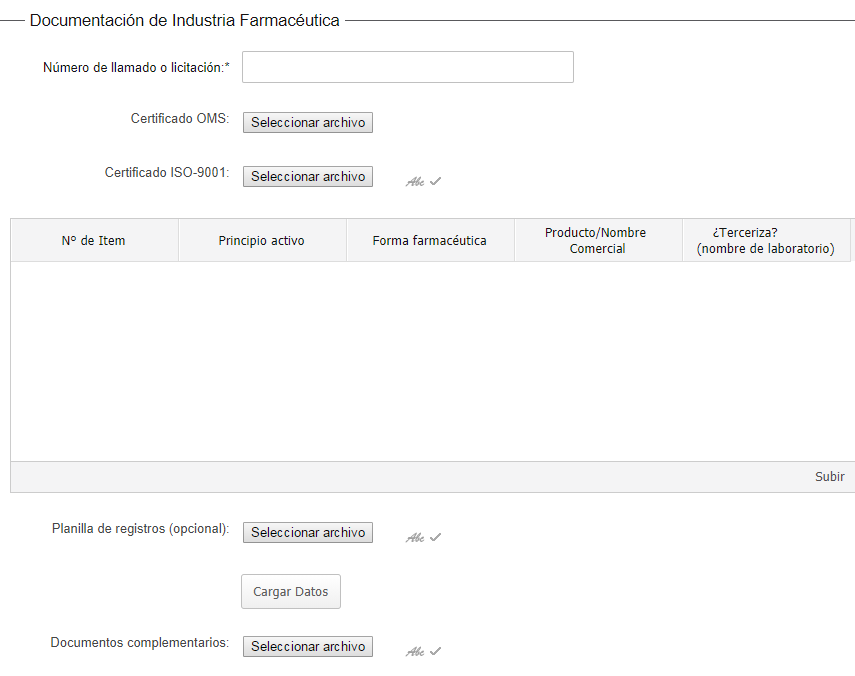 Documentación de Industria Farmacéutica
Número de llamado o licitación:*
Certificado OMS: Seleccionar archivo
Certificado ISO-9001: Seleccionar archivo Abc
Nº de Item
Principio activo
Forma farmacéutica
Producto/Nombre
Comercial
¿Terceriza?
(nombre de laboratorio)
Subir
Planilla de registros (opcional): Seleccionar archivo Abc
Cargar Datos
Documentos complementarios: Seleccionar archivo Abc